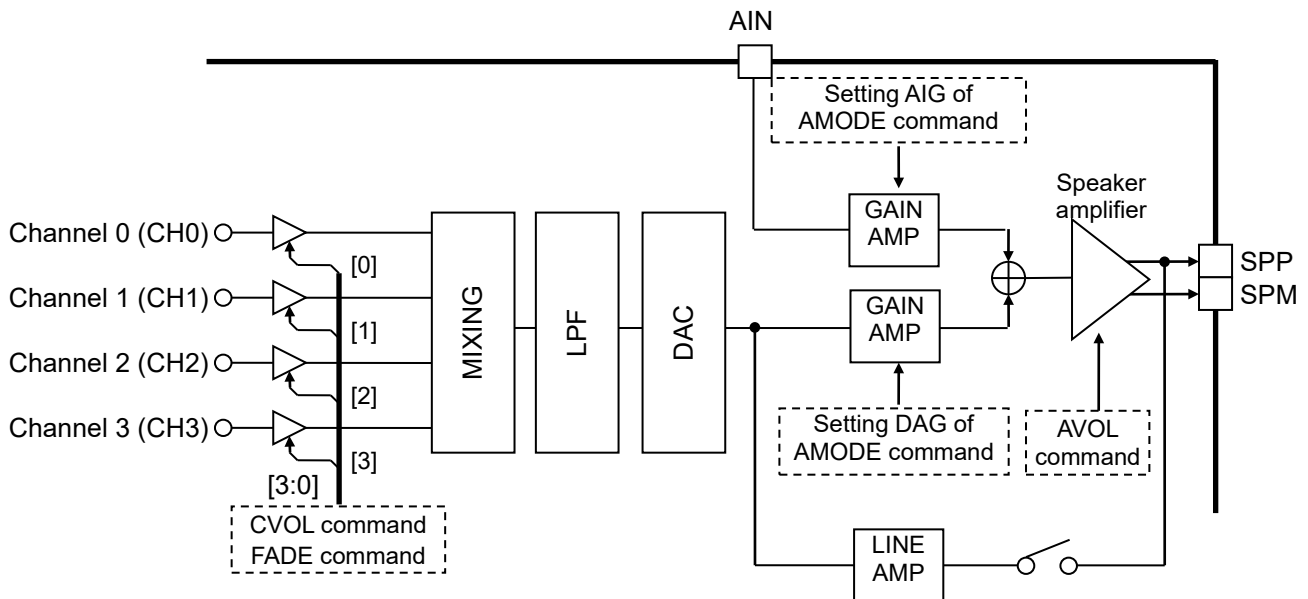 AIN
Setting AIG of
AMODE command
Speaker
amplifier
GAIN
AMP
Channel 0 (CH0)
[0]
SPP
SPM
Channel 1 (CH1)
[1]
MIXING
LPF
DAC
GAIN
AMP
Channel 2 (CH2)
[2]
Channel 3 (CH3)
[3]
Setting DAG of
AMODE command
AVOL
command
[3:0]
CVOL command
FADE command
LINE
AMP